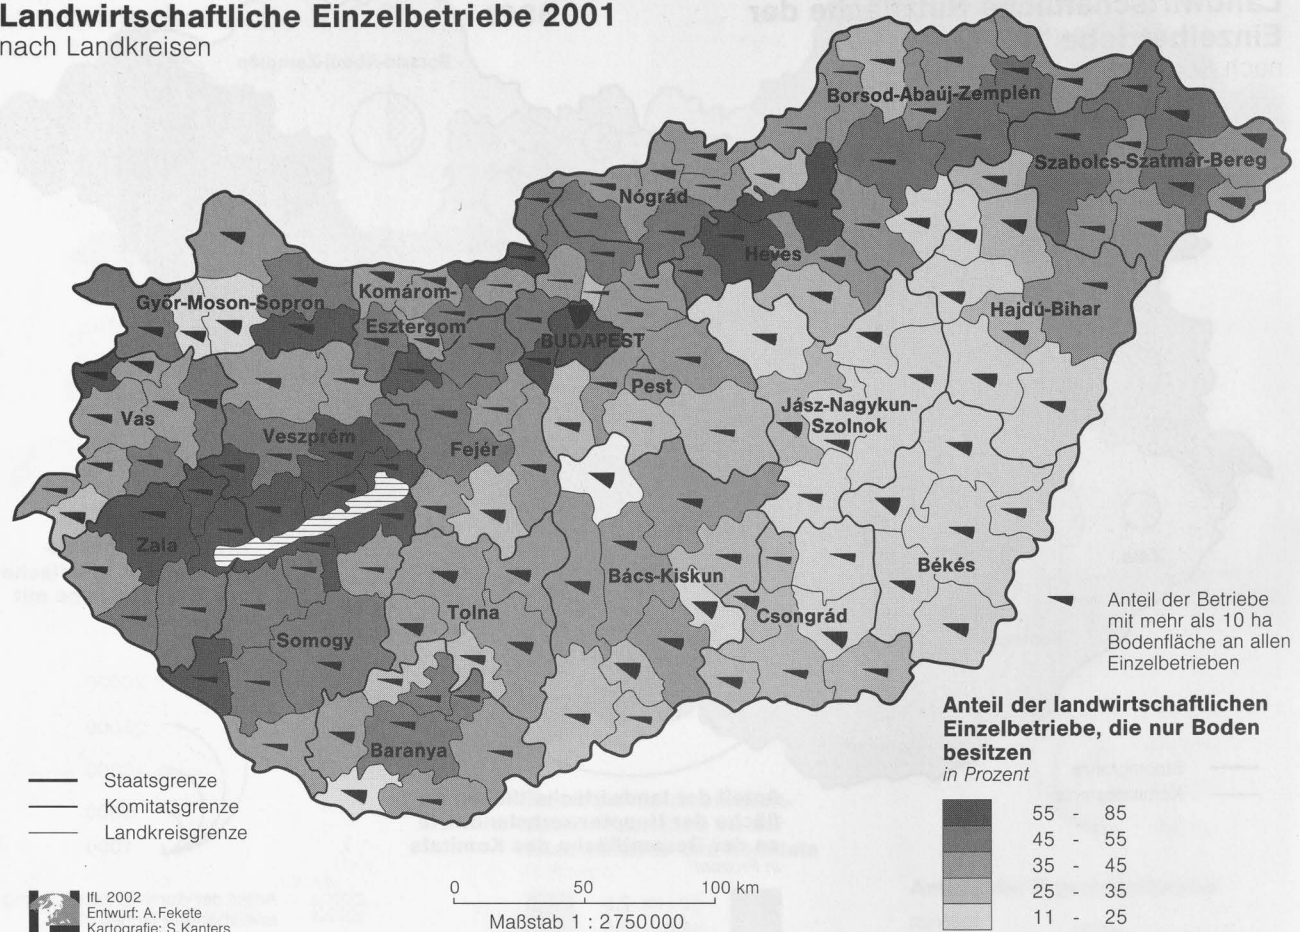 Landwirtschaftliche Einzelbetriebe 2001
nach Landkreisen
Borsod-Abaúj-Zemplén
Szabolcs-Szatmár-Bereg
Nógrád
Heves
Győr-Moson-Sopron
Komárom-
Esztergom
Hajdú-Bihar
BUDAPEST
Pest
Vas
Jász-Nagykun-
Szolnok
Veszprém
Fejér
Zala
Békés
Bács-Kiskun
Tolna
Csongrád
Somogy
Baranya
Anteil der Betriebe
mit mehr als 10 ha
Bodenfläche an allen
Einzelbetrieben
Anteil der landwirtschaftlichen
Einzelbetriebe, die nur Boden
besitzen
in Prozent
55 - 85
45 - 55
35 - 45
25 - 35
11 - 25
Staatsgrenze
Komitatsgrenze
Landkreisgrenze
0 50 100 km
Maßstab 1 : 2750000
IfL 2002
Entwurf: A.Fekete
Kartografie: S.Kanters